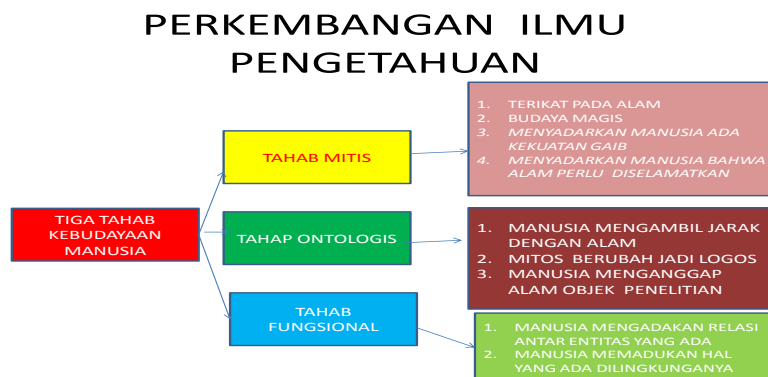 PERKEMBANGAN ILMU
PENGETAHUAN
TIGA TAHAB
KEBUDAYAAN
MANUSIA
TAHAB MITIS
1. TERIKAT PADA ALAM
2. BUDAYA MAGIS
3. MENYADARKAN MANUSIA ADA
KEKUATAN GAIB
4. MENYADARKAN MANUSIA BAHWA
ALAM PERLU DISELAMATKAN
TAHAP ONTOLOGIS
1. MANUSIA MENGAMBIL JARAK
DENGAN ALAM
2. MITOS BERUBAH JADI LOGOS
3. MANUSIA MENGANGGAP
ALAM OBJEK PENELITIAN
TAHAB
FUNGSIONAL
1. MANUSIA MENGADAKAN RELASI
ANTAR ENTITAS YANG ADA
2. MANUSIA MEMADUKAN HAL
YANG ADA DILINGKUNGANYA